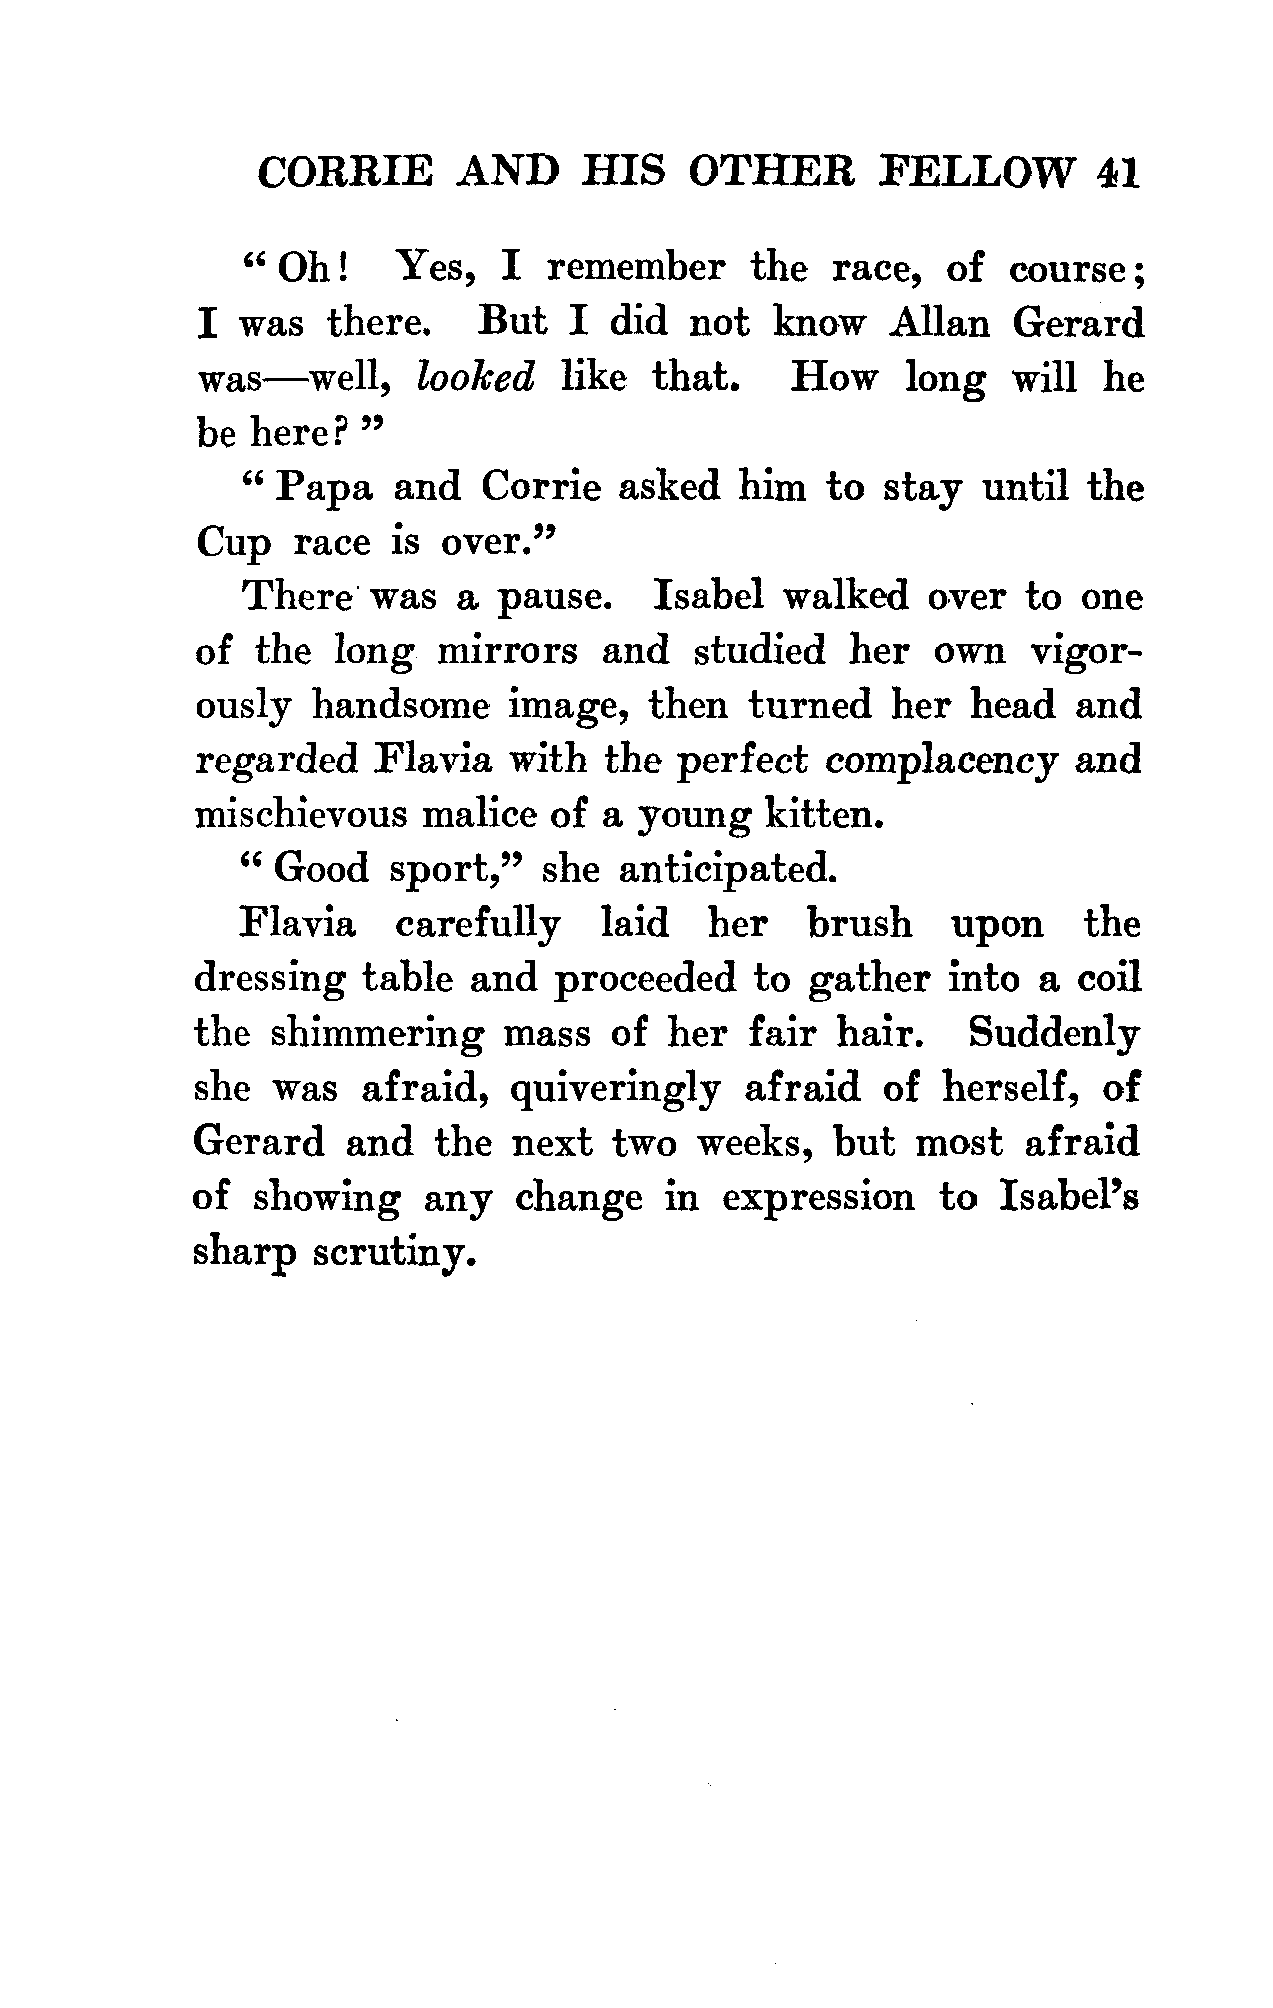 CORRIE AND HIS OTHER FELLOW 41
“ Oh! Yes, I remember the race, of course;
I was there. But I did not know Allan Gerard
was—well, looked like that. How long will he
be here? ”
“ Papa and Corrie asked him to stay until the
Cup race is over.”
There was a pause. Isabel walked over to one
of the long mirrors and studied her own vigor-
ously handsome image, then turned her head and
regarded Flavia with the perfect complacency and
mischievous malice of a young kitten.
“ Good sport,” she anticipated.
Flavia carefully laid her brush upon the
dressing table and proceeded to gather into a coil
the shimmering mass of her fair hair. Suddenly
she was afraid, quiveringly afraid of herself, of
Gerard and the next two weeks, but most afraid
of showing any change in expression to Isabel’s
sharp scrutiny.